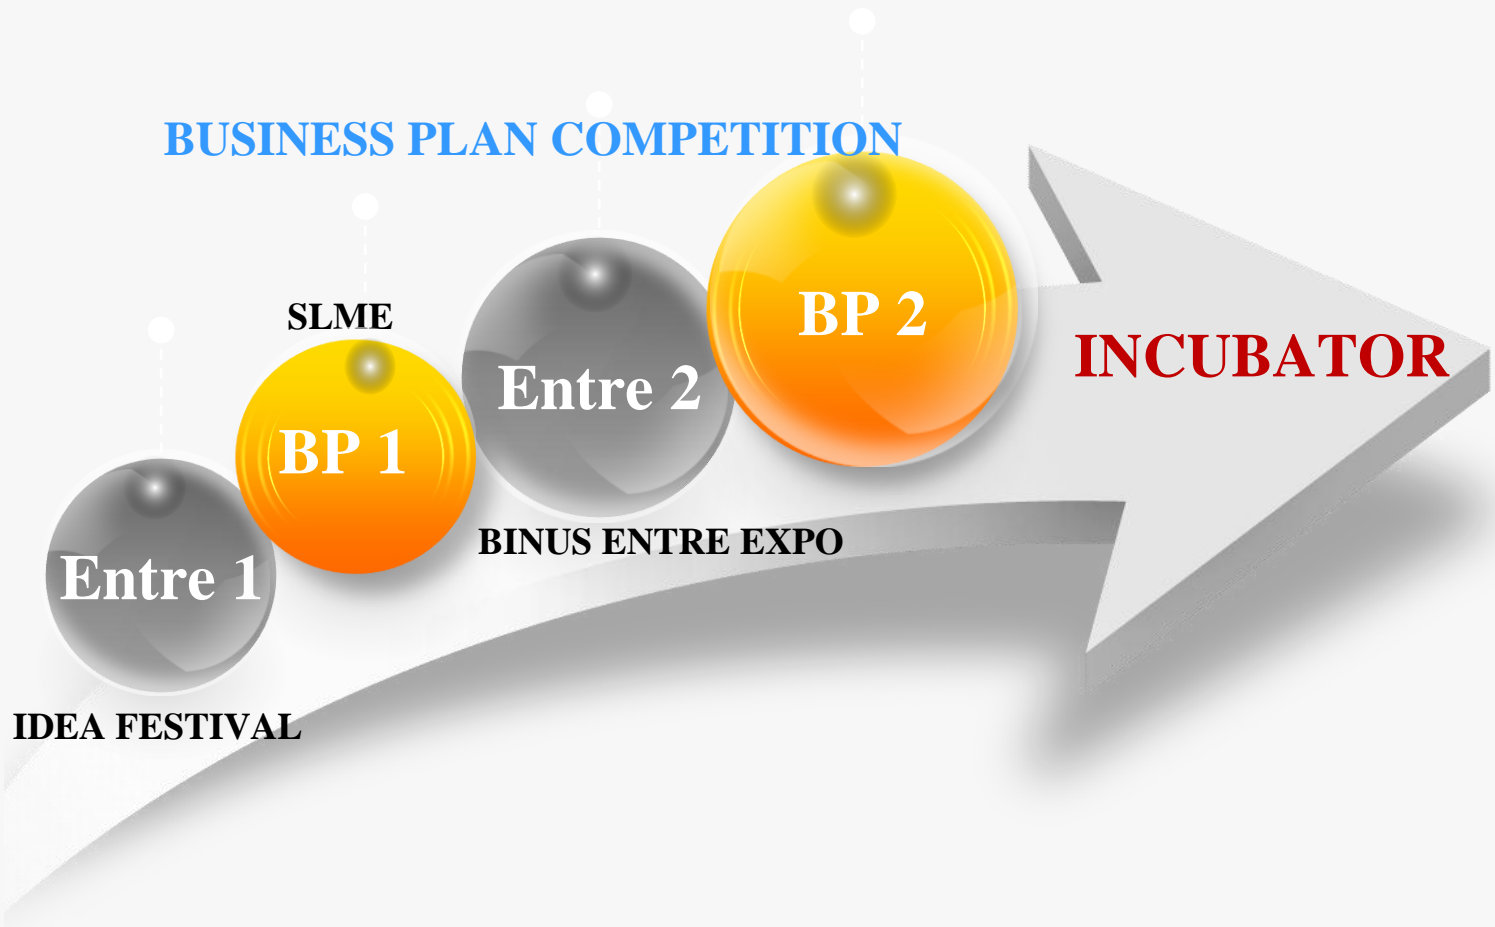 BUSINESS PLAN COMPETITION
SLME
BP 2
INCUBATOR
Entre 2
BP 1
BINUS ENTRE EXPO
Entre 1
IDEA FESTIVAL